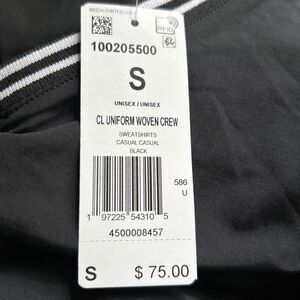 RFID
100205500
S
UNISEX / UNISEX
CL UNIFORM WOVEN CREW
SWEATSHIRTS
CASUAL CASUAL
BLACK
586
U
1 97225 54310 5
4500008457
S $ 75.00